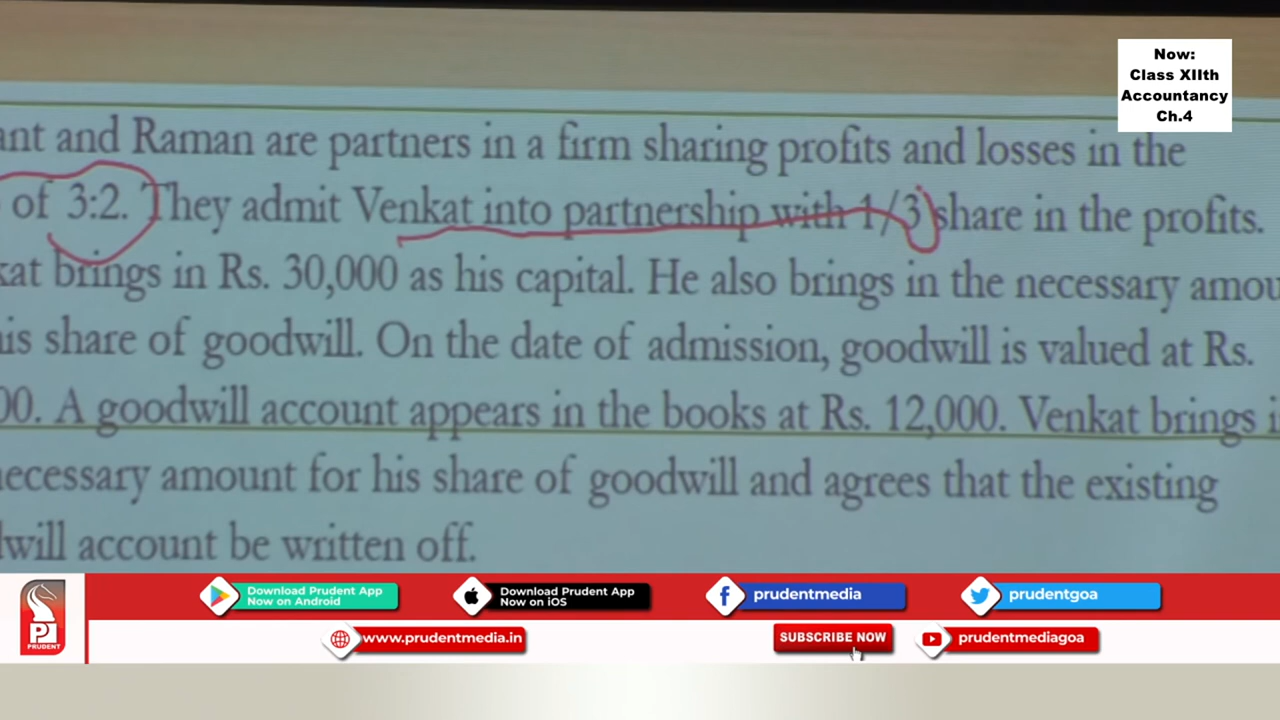 Now:
Class XIIth
Accountancy
Ch.4
ant and Raman are partners in a firm sharing profits and losses in the
of 3:2. They admit Venkat into partnership with 1/3 share in the profits.
kat brings in Rs. 30,000 as his capital. He also brings in the necessary amou
is share of goodwill. On the date of admission, goodwill is valued at Rs.
00. A goodwill account appears in the books at Rs. 12,000. Venkat brings i
ecessary amount for his share of goodwill and agrees that the existing
will account be written off.
Download Prudent App
Now on Android
Download Prudent App
Now on iOS
prudentmedia
prudentgoa
PRUDENT
www.prudentmedia.in
SUBSCRIBE NOW
prudentmediagoa